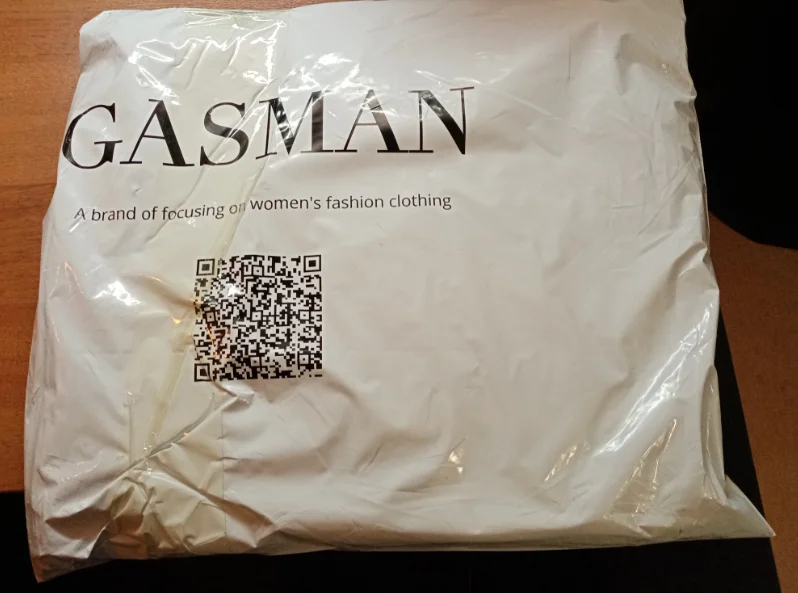 GASMAN
A brand of focusing on women's fashion clothing